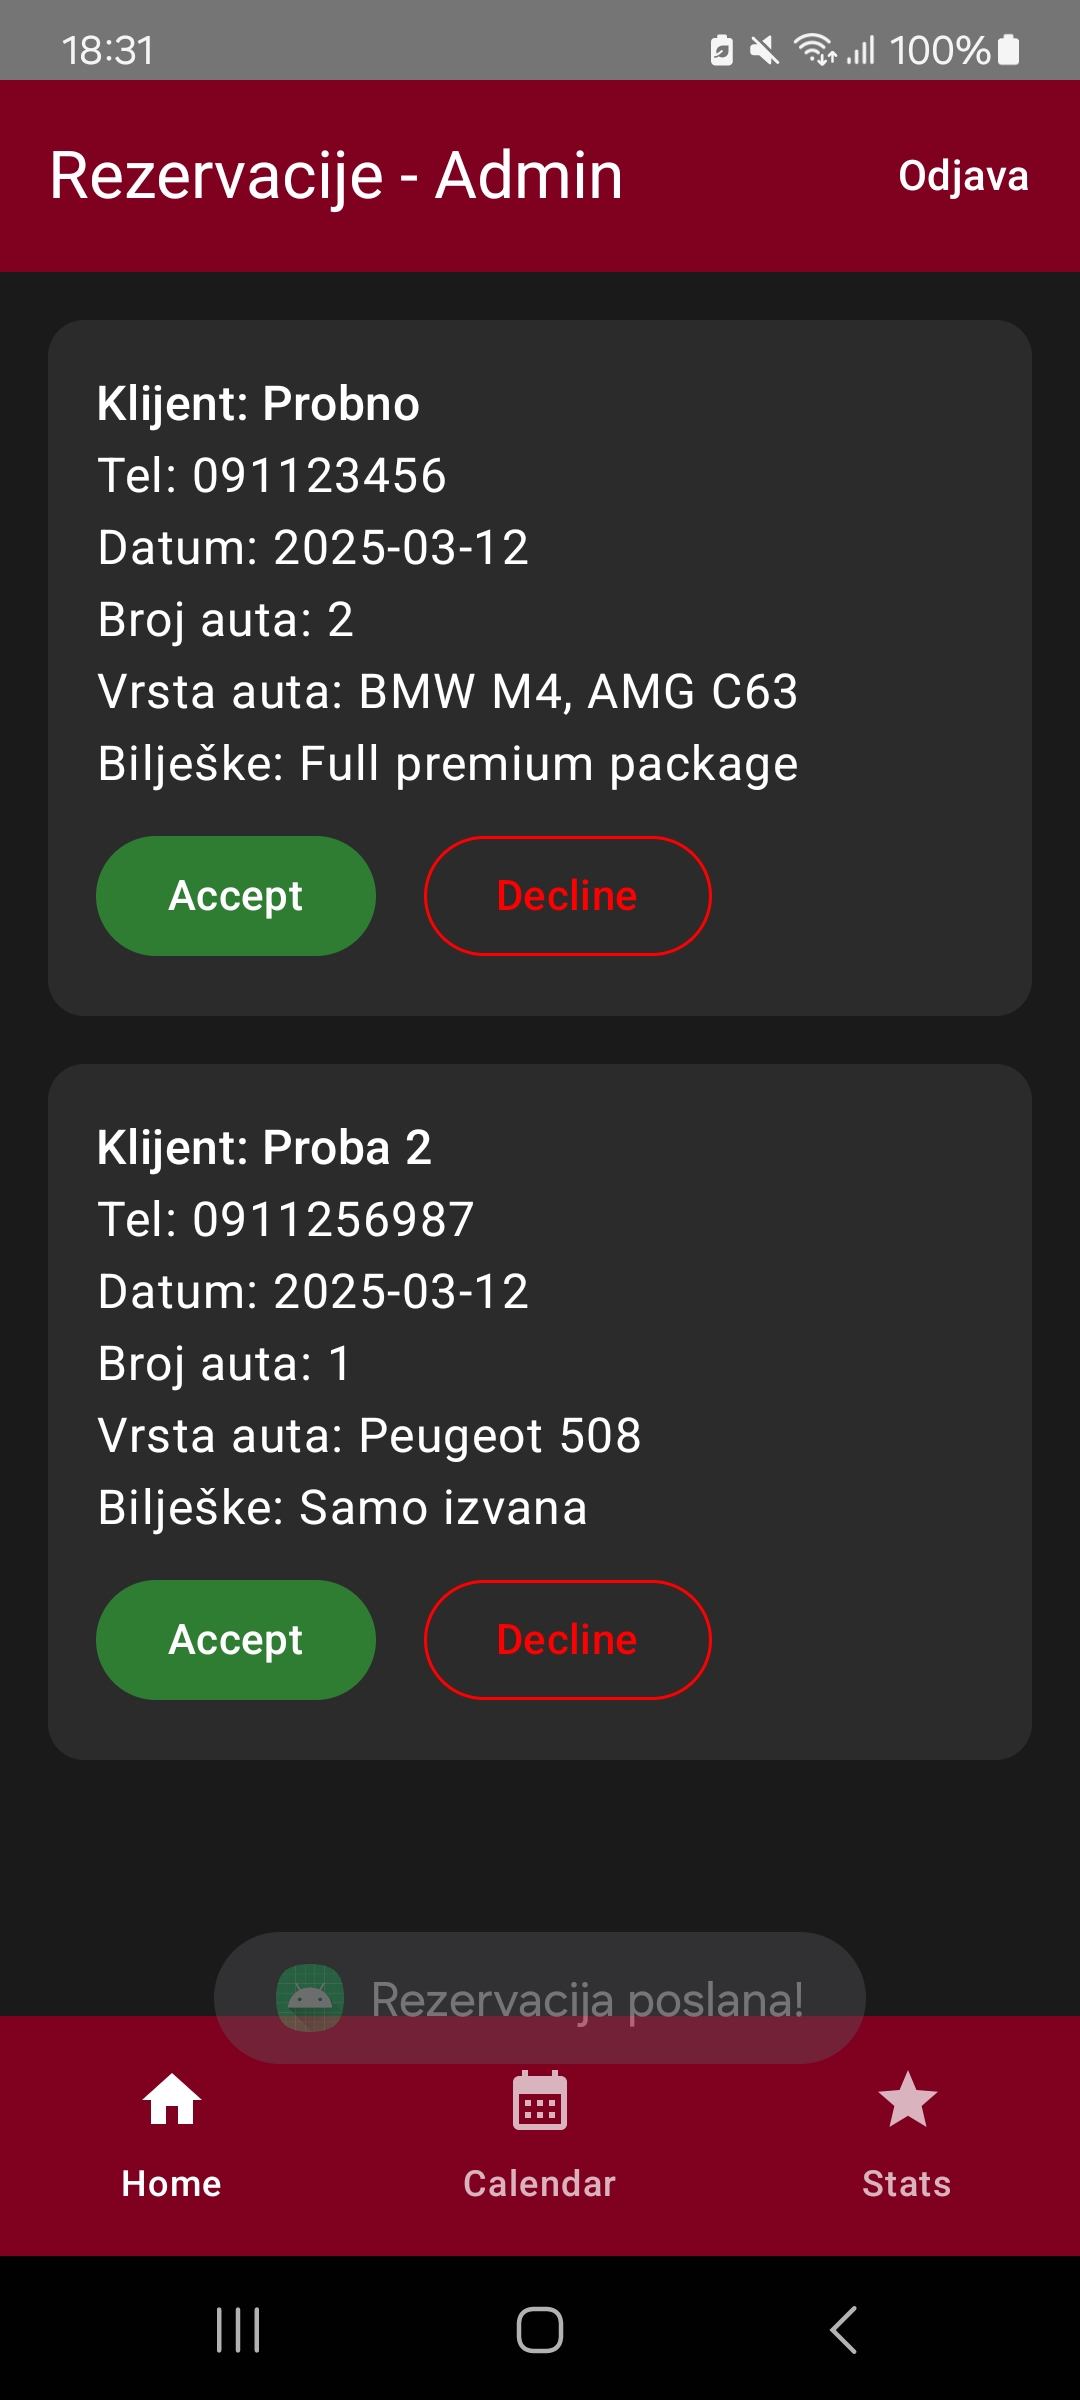 18:31
100%
Rezervacije - Admin
Odjava
Klijent: Probno
Tel: 091123456
Datum: 2025-03-12
Broj auta: 2
Vrsta auta: BMW M4, AMG C63
Bilješke: Full premium package
Accept
Decline
Klijent: Proba 2
Tel: 0911256987
Datum: 2025-03-12
Broj auta: 1
Vrsta auta: Peugeot 508
Bilješke: Samo izvana
Accept
Decline
Rezervacija poslana!
Home
Calendar
Stats